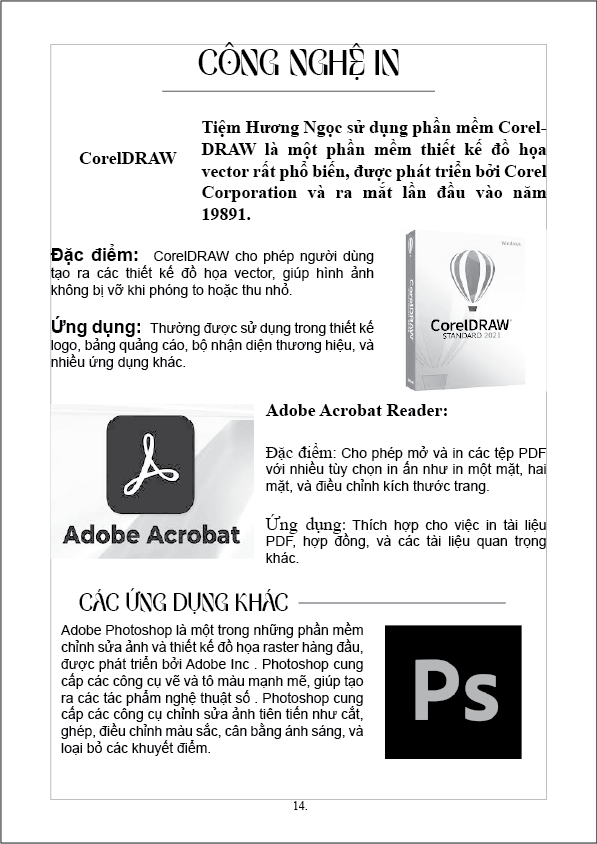 CÔNG NGHỆ IN
CorelDRAW
Tiệm Hương Ngọc sử dụng phần mềm Corel-
DRAW là một phần mềm thiết kế đồ họa
vector rất phổ biến, được phát triển bởi Corel
Corporation và ra mắt lần đầu vào năm
19891.
Đặc điểm: CorelDRAW cho phép người dùng
tạo ra các thiết kế đồ họa vector, giúp hình ảnh
không bị vỡ khi phóng to hoặc thu nhỏ.
Ứng dụng: Thường được sử dụng trong thiết kế
logo, bảng quảng cáo, bộ nhận diện thương hiệu, và
nhiều ứng dụng khác.
Windows
CorelDRAW
STANDARD 2021
Adobe Acrobat
Adobe Acrobat Reader:
Đặc điểm: Cho phép mở và in các tệp PDF
với nhiều tùy chọn in ấn như in một mặt, hai
mặt, và điều chỉnh kích thước trang.
Ứng dụng: Thích hợp cho việc in tài liệu
PDF, hợp đồng, và các tài liệu quan trọng
khác.
CÁC ỨNG DỤNG KHÁC
Adobe Photoshop là một trong những phần mềm
chỉnh sửa ảnh và thiết kế đồ họa raster hàng đầu,
được phát triển bởi Adobe Inc . Photoshop cung
cấp các công cụ vẽ và tô màu mạnh mẽ, giúp tạo
ra các tác phẩm nghệ thuật số . Photoshop cung
cấp các công cụ chỉnh sửa ảnh tiên tiến như cắt,
ghép, điều chỉnh màu sắc, cân bằng ánh sáng, và
loại bỏ các khuyết điểm.
Ps
14.